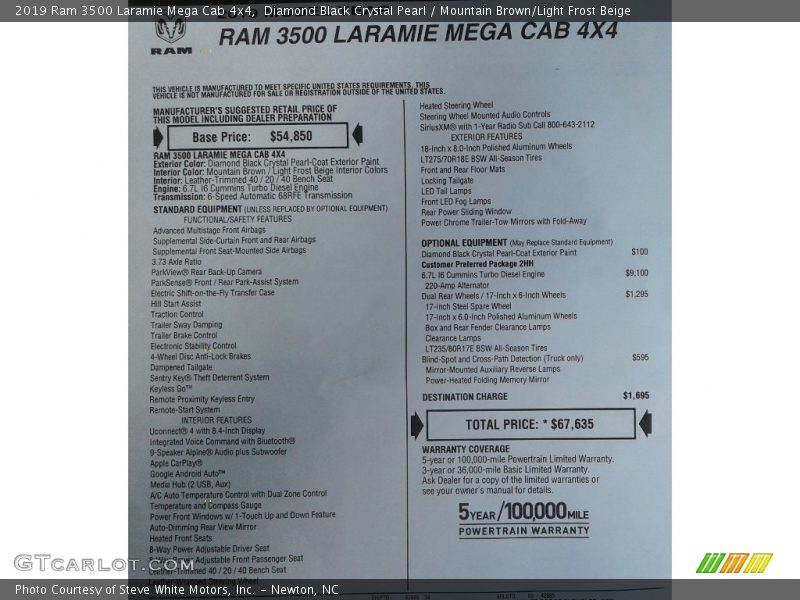 2019 Ram 3500 Laramie Mega Cab 4x4, Diamond Black Crystal Pearl / Mountain Brown/Light Frost Beige
RAM
RAM 3500 LARAMIE MEGA CAB 4X4
THIS VEHICLE IS MANUFACTURED TO MEET SPECIFIC UNITED STATES REQUIREMENTS. THIS
VEHICLE IS NOT MANUFACTURED FOR SALE OR REGISTRATION OUTSIDE OF THE UNITED STATES.
MANUFACTURER'S SUGGESTED RETAIL PRICE OF
THIS MODEL INCLUDING DEALER PREPARATION
Base Price: $54,850
RAM 3500 LARAMIE MEGA CAB 4X4
Exterior Color: Diamond Black Crystal Pearl-Coat Exterior Paint
Interior Color: Mountain Brown / Light Frost Beige Interior Colors
Interior: Leather-Trimmed 40 / 20 / 40 Bench Seat
Engine: 6.7L I6 Cummins Turbo Diesel Engine
Transmission: 6-Speed Automatic 68RFE Transmission
STANDARD EQUIPMENT (UNLESS REPLACED BY OPTIONAL EQUIPMENT)
FUNCTIONAL/SAFETY FEATURES
Advanced Multistage Front Airbags
Supplemental Side-Curtain Front and Rear Airbags
Supplemental Front Seat-Mounted Side Airbags
3.73 Axle Ratio
ParkView® Rear Back-Up Camera
ParkSense® Front / Rear Park-Assist System
Electric Shift-on-the-Fly Transfer Case
Hill Start Assist
Traction Control
Trailer Sway Damping
Trailer Brake Control
Electronic Stability Control
4-Wheel Disc Anti-Lock Brakes
Dampened Tailgate
Sentry Key® Theft Deterrent System
Keyless Go™
Remote Proximity Keyless Entry
Remote-Start System
INTERIOR FEATURES
Uconnect® 4 with 8.4-Inch Display
Integrated Voice Command with Bluetooth®
9-Speaker Alpine® Audio plus Subwoofer
Apple CarPlay®
Google Android Auto™
Media Hub (2 USB, Aux)
A/C Auto Temperature Control with Dual Zone Control
Temperature and Compass Gauge
Power Front Windows w/ 1-Touch Up and Down Feature
Auto-Dimming Rear View Mirror
Heated Front Seats
8-Way Power Adjustable Driver Seat
Power Adjustable Front Passenger Seat
Leather-Trimmed 40 / 20 / 40 Bench Seat
Heated Steering Wheel
Steering Wheel Mounted Audio Controls
SiriusXM® with 1-Year Radio Sub Call 800-643-2112
EXTERIOR FEATURES
18-Inch x 8.0-Inch Polished Aluminum Wheels
LT275/70R18E BSW All-Season Tires
Front and Rear Floor Mats
Locking Tailgate
LED Tail Lamps
Front LED Fog Lamps
Rear Power Sliding Window
Power Chrome Trailer-Tow Mirrors with Fold-Away
OPTIONAL EQUIPMENT (May Replace Standard Equipment)
Diamond Black Crystal Pearl-Coat Exterior Paint $100
Customer Preferred Package 2HH
6.7L I6 Cummins Turbo Diesel Engine $9,100
220-Amp Alternator
Dual Rear Wheels / 17-Inch x 6-Inch Wheels $1,295
17-Inch Steel Spare Wheel
17-Inch x 6.0-Inch Polished Aluminum Wheels
Box and Rear Fender Clearance Lamps
Clearance Lamps
LT235/80R17E BSW All-Season Tires
Blind-Spot and Cross-Path Detection (Truck only) $595
Mirror-Mounted Auxiliary Reverse Lamps
Power-Heated Folding Memory Mirror
DESTINATION CHARGE $1,695
TOTAL PRICE: * $67,635
WARRANTY COVERAGE
5-year or 100,000-mile Powertrain Limited Warranty.
3-year or 36,000-mile Basic Limited Warranty.
Ask Dealer for a copy of the limited warranties or
see your owner's manual for details.
5YEAR/100,000MILE
POWERTRAIN WARRANTY
GTCARLOT.COM
Photo Courtesy of Steve White Motors, Inc. – Newton, NC